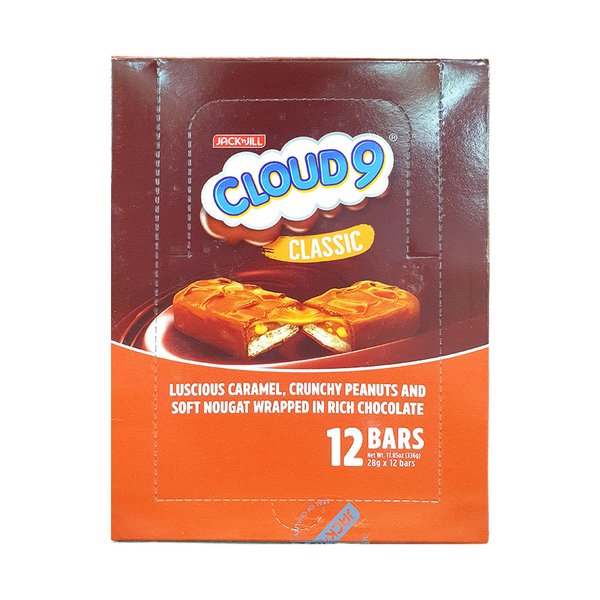 JACK 'n JILL
CLOUD 9®
CLASSIC
LUSCIOUS CARAMEL, CRUNCHY PEANUTS AND
SOFT NOUGAT WRAPPED IN RICH CHOCOLATE
12 BARS
Net Wt. 11.85oz (336g)
28g x 12 bars
JACK